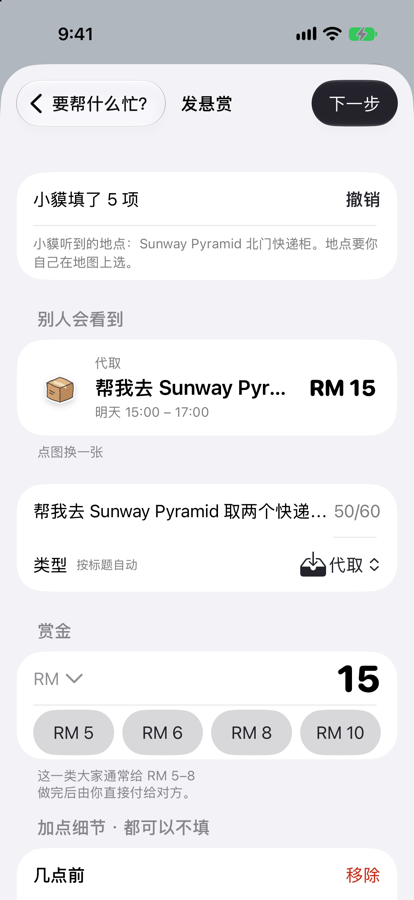 9:41
要帮什么忙?
发悬赏
下一步
小貘填了 5 项
撤销
小貘听到的地点：Sunway Pyramid 北门快递柜。地点要你
自己在地图上选。
别人会看到
代取
帮我去 Sunway Pyr...
RM 15
明天 15:00 – 17:00
点图换一张
帮我去 Sunway Pyramid 取两个快递...
50/60
类型
按标题自动
代取
赏金
RM
15
RM 5
RM 6
RM 8
RM 10
这一类大家通常给 RM 5–8
做完后由你直接付给对方。
加点细节 · 都可以不填
几点前
移除